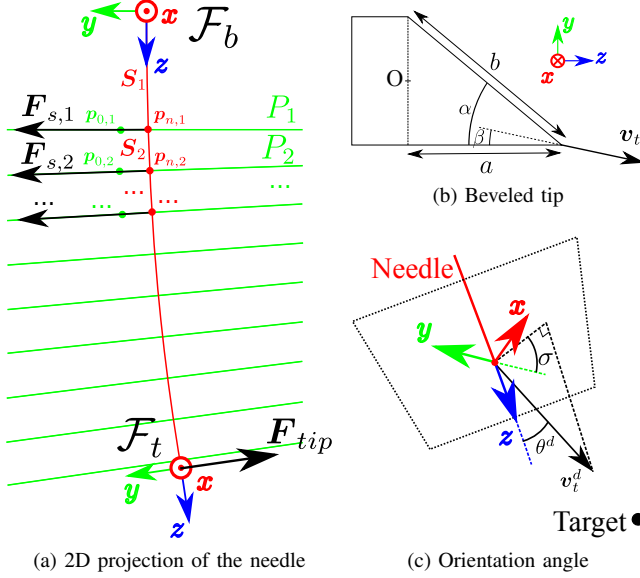 y x F_b
z
S_1
F_{s,1} p_{0,1} p_{n,1} P_1
F_{s,2} p_{0,2} S_2 p_{n,2} P_2
... ... ... ...
...
F_t F_{tip}
y x
z
(a) 2D projection of the needle
y
x z
O b
α β
a v_t
(b) Beveled tip
Needle
x
y σ
z θ^d
v_t^d
Target
(c) Orientation angle